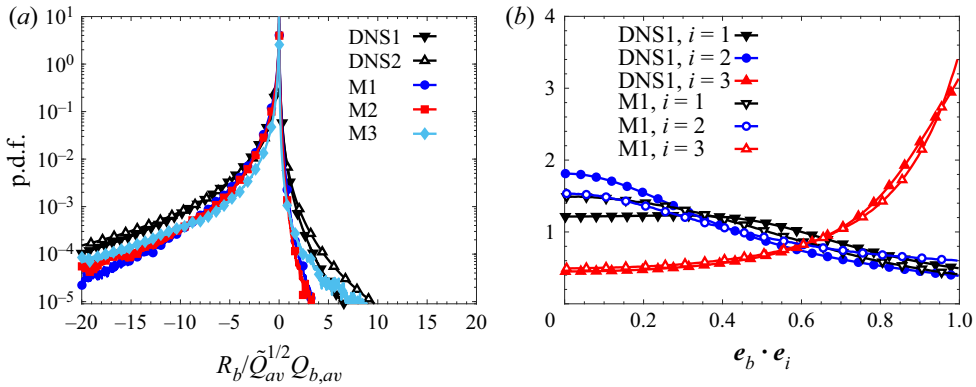 (a)
10¹
10⁰
10⁻¹
10⁻²
10⁻³
10⁻⁴
10⁻⁵
p.d.f.
DNS1
DNS2
M1
M2
M3
−20 −15 −10 −5 0 5 10 15 20
R_b/Q̃_av^{1/2} Q_{b,av}
(b)
4
3
2
1
DNS1, i = 1
DNS1, i = 2
DNS1, i = 3
M1, i = 1
M1, i = 2
M1, i = 3
0 0.2 0.4 0.6 0.8 1.0
e_b · e_i